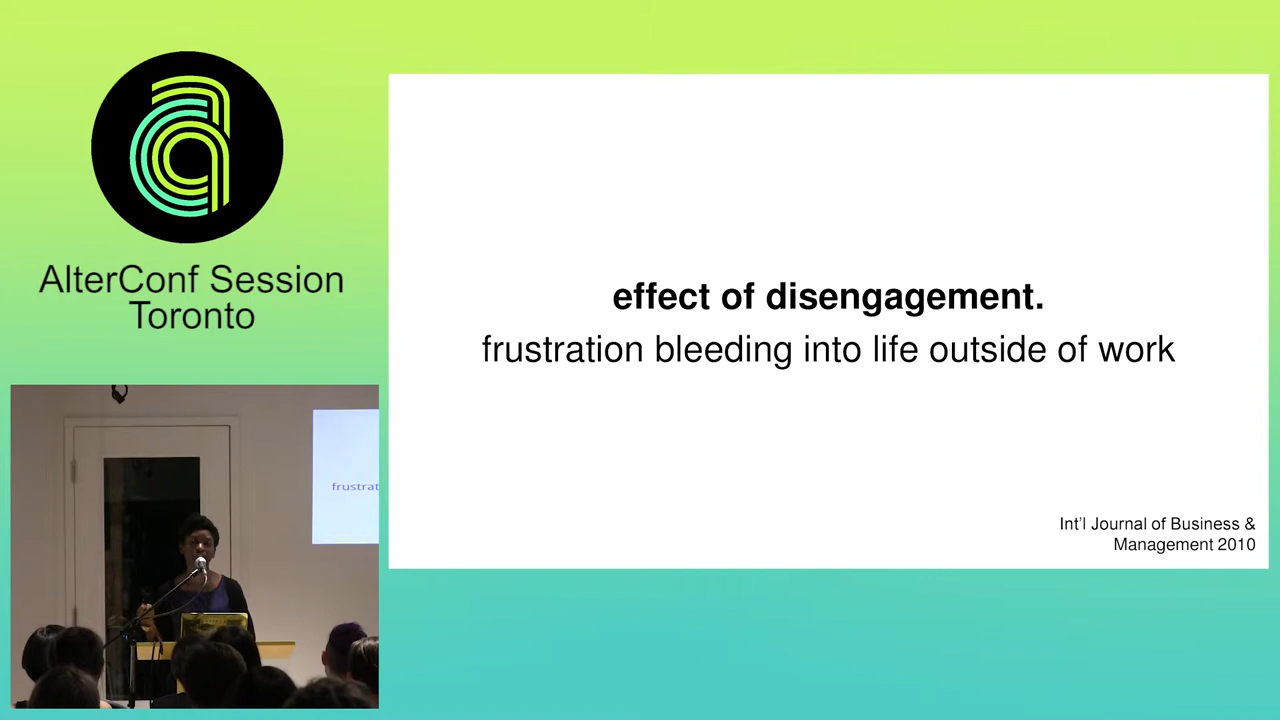 AlterConf Session
Toronto
effect of disengagement.
frustration bleeding into life outside of work
Int'l Journal of Business &
Management 2010
frustrat